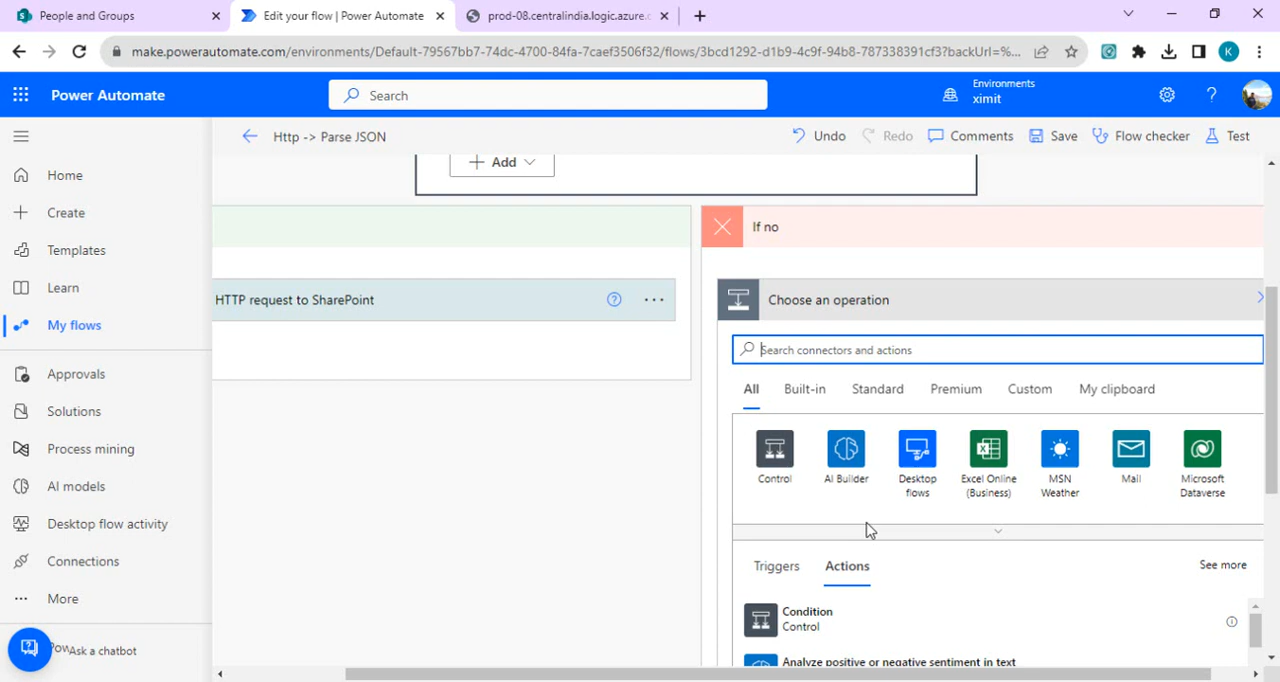 People and Groups
Edit your flow | Power Automate
prod-08.centralindia.logic.azure.c
make.powerautomate.com/environments/Default-79567bb7-74dc-4700-84fa-7caef3506f32/flows/3bcd1292-d1b9-4c9f-94b8-787338391cf3?backUrl=%...
K
Power Automate
Search
Environments
ximit
Http -> Parse JSON
Undo
Redo
Comments
Save
Flow checker
Test
Home
Create
Templates
Learn
My flows
Approvals
Solutions
Process mining
AI models
Desktop flow activity
Connections
More
Ask a chatbot
Add
HTTP request to SharePoint
If no
Choose an operation
Search connectors and actions
All
Built-in
Standard
Premium
Custom
My clipboard
Control
AI Builder
Desktop flows
Excel Online (Business)
MSN Weather
Mail
Microsoft Dataverse
Triggers
Actions
See more
Condition
Control
Analyze positive or negative sentiment in text